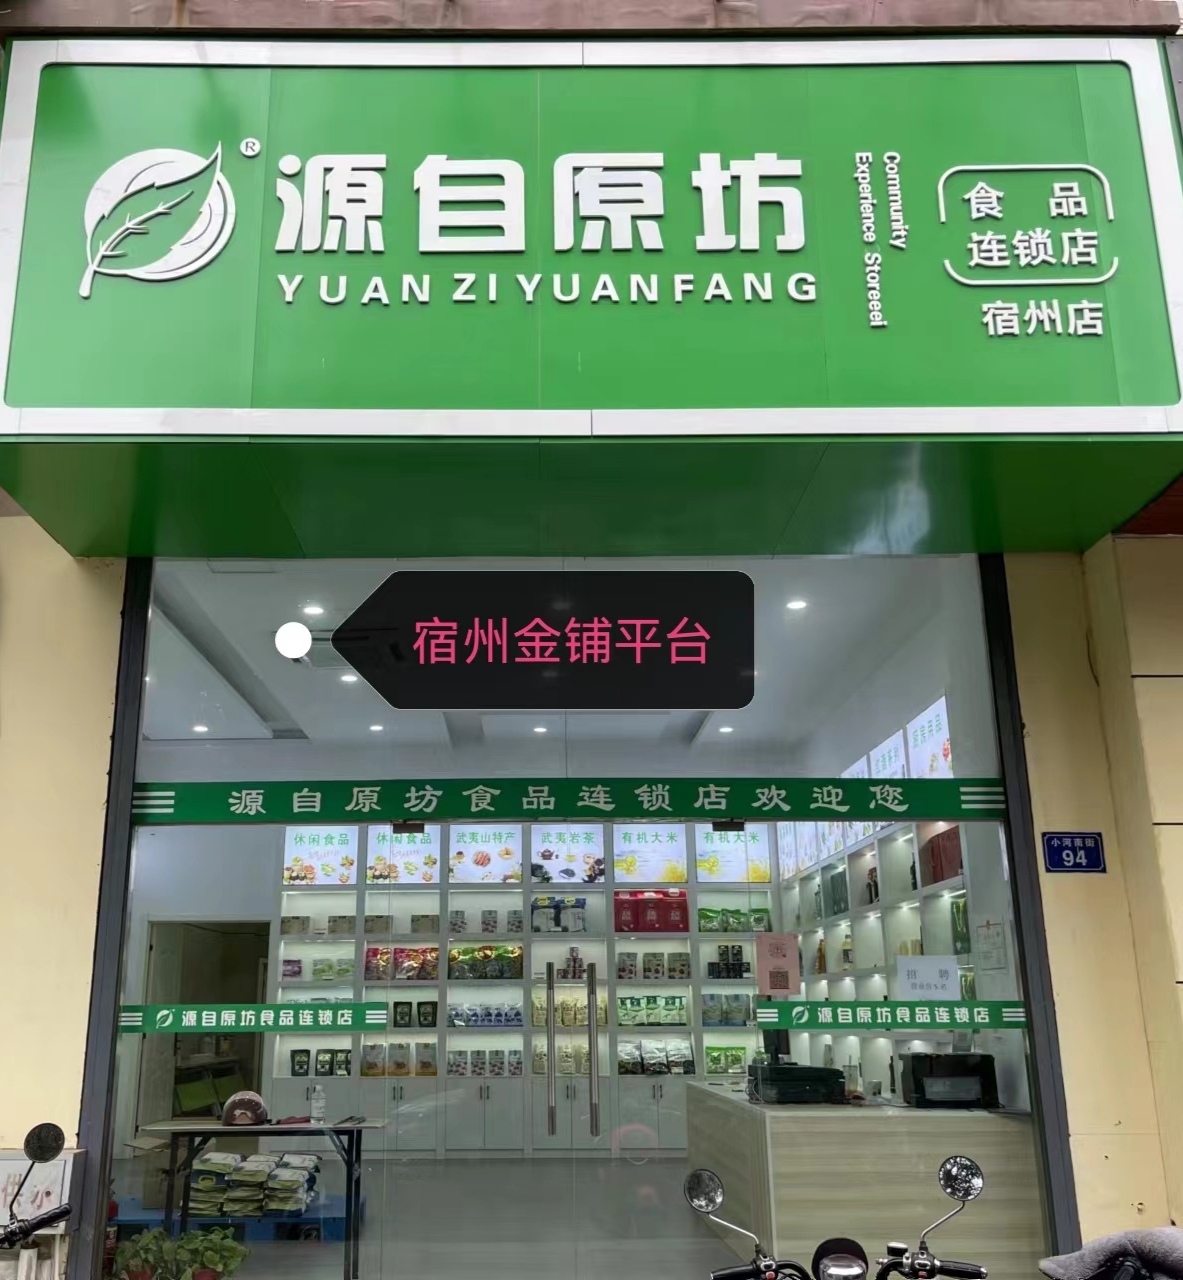 ®
源自原坊
YUAN ZI YUANFANG
Community
Experience Storeeei
食品
连锁店
宿州店
宿州金铺平台
源自原坊食品连锁店欢迎您
休闲食品
休闲食品
武夷山特产
武夷岩茶
有机大米
有机大米
小河南街
94
招聘
源自原坊食品连锁店
源自原坊食品连锁店